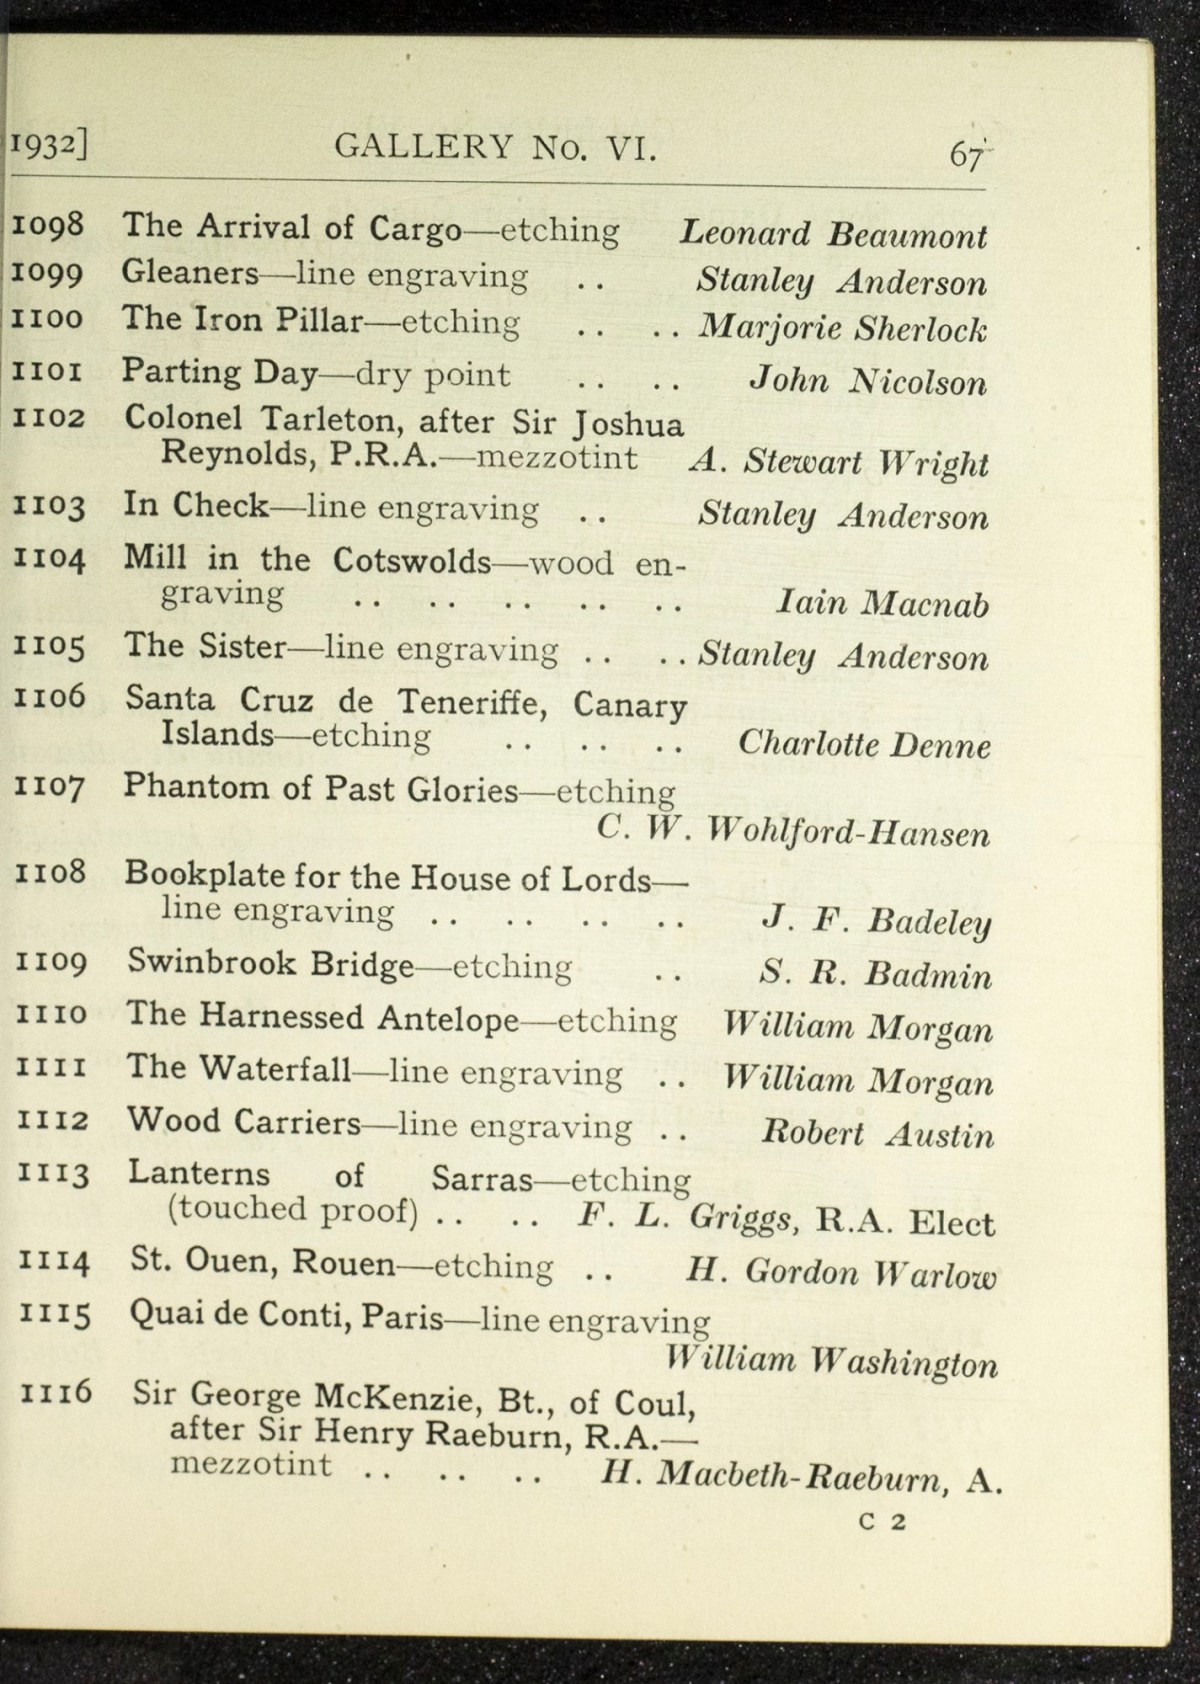 1932] GALLERY No. VI. 67
1098 The Arrival of Cargo—etching Leonard Beaumont
1099 Gleaners—line engraving .. Stanley Anderson
1100 The Iron Pillar—etching .. .. Marjorie Sherlock
1101 Parting Day—dry point .. .. John Nicolson
1102 Colonel Tarleton, after Sir Joshua
Reynolds, P.R.A.—mezzotint A. Stewart Wright
1103 In Check—line engraving .. Stanley Anderson
1104 Mill in the Cotswolds—wood en-
graving .. .. .. .. .. Iain Macnab
1105 The Sister—line engraving .. .. Stanley Anderson
1106 Santa Cruz de Teneriffe, Canary
Islands—etching .. .. .. Charlotte Denne
1107 Phantom of Past Glories—etching
C. W. Wohlford-Hansen
1108 Bookplate for the House of Lords—
line engraving .. .. .. .. J. F. Badeley
1109 Swinbrook Bridge—etching .. S. R. Badmin
1110 The Harnessed Antelope—etching William Morgan
1111 The Waterfall—line engraving .. William Morgan
1112 Wood Carriers—line engraving .. Robert Austin
1113 Lanterns of Sarras—etching
(touched proof) .. .. F. L. Griggs, R.A. Elect
1114 St. Ouen, Rouen—etching .. H. Gordon Warlow
1115 Quai de Conti, Paris—line engraving
William Washington
1116 Sir George McKenzie, Bt., of Coul,
after Sir Henry Raeburn, R.A.—
mezzotint .. .. .. H. Macbeth-Raeburn, A.
C 2